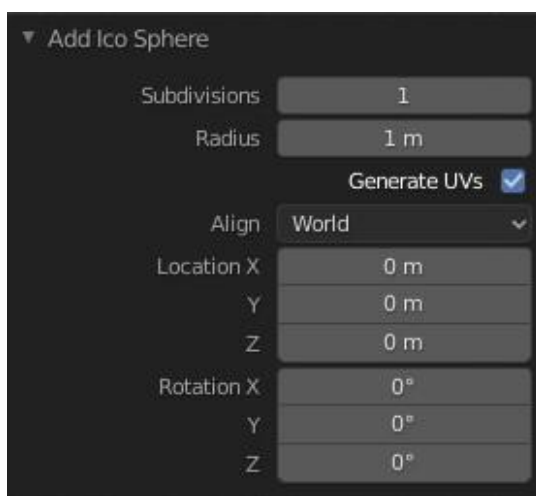 Add Ico Sphere
Subdivisions 1
Radius 1 m
Generate UVs
Align World
Location X 0 m
Y 0 m
Z 0 m
Rotation X 0°
Y 0°
Z 0°